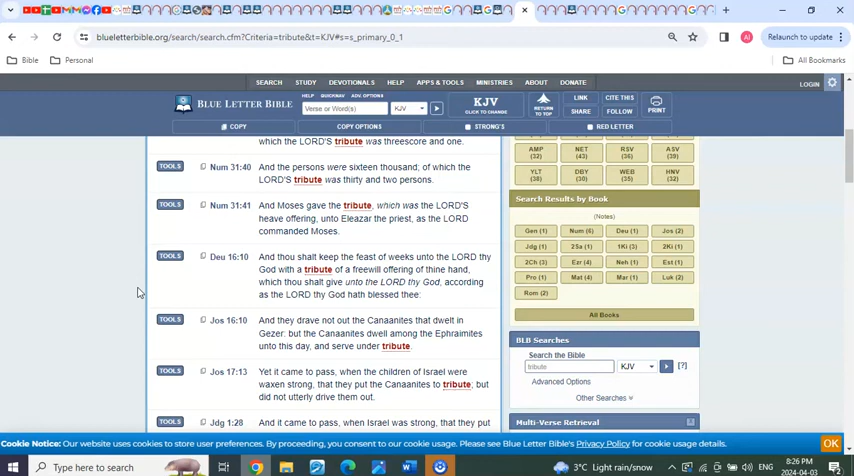 blueletterbible.org/search/search.cfm?Criteria=tribute&t=KJV#s=s_primary_0_1
AI
Relaunch to update
Bible
Personal
All Bookmarks
SEARCH STUDY DEVOTIONALS HELP APPS & TOOLS MINISTRIES ABOUT DONATE
LOGIN
BLUE LETTER BIBLE
HELP QUICKNAV ADV. OPTIONS
Verse or Word(s)
KJV
KJV
CLICK TO CHANGE
RETURN
TO TOP
LINK
SHARE
CITE THIS
FOLLOW
PRINT
COPY
COPY OPTIONS
STRONG'S
RED LETTER
which the LORD'S tribute was threescore and one.
TOOLS
Num 31:40
And the persons were sixteen thousand; of which the
LORD'S tribute was thirty and two persons.
TOOLS
Num 31:41
And Moses gave the tribute, which was the LORD'S
heave offering, unto Eleazar the priest, as the LORD
commanded Moses.
TOOLS
Deu 16:10
And thou shalt keep the feast of weeks unto the LORD thy
God with a tribute of a freewill offering of thine hand,
which thou shalt give unto the LORD thy God, according
as the LORD thy God hath blessed thee:
TOOLS
Jos 16:10
And they drave not out the Canaanites that dwelt in
Gezer: but the Canaanites dwell among the Ephraimites
unto this day, and serve under tribute.
TOOLS
Jos 17:13
Yet it came to pass, when the children of Israel were
waxen strong, that they put the Canaanites to tribute; but
did not utterly drive them out.
TOOLS
Jdg 1:28
And it came to pass, when Israel was strong, that they put
AMP
(32)
NET
(43)
RSV
(36)
ASV
(39)
YLT
(38)
DBY
(30)
WEB
(35)
HNV
(32)
Search Results by Book
(Notes)
Gen (1) Num (6) Deu (1) Jos (2)
Jdg (1) 2Sa (1) 1Ki (3) 2Ki (1)
2Ch (3) Ezr (4) Neh (1) Est (1)
Pro (1) Mat (4) Mar (1) Luk (2)
Rom (2)
All Books
BLB Searches
Search the Bible
tribute
KJV
[?]
Advanced Options
Other Searches
Multi-Verse Retrieval
Cookie Notice: Our website uses cookies to store user preferences. By proceeding, you consent to our cookie usage. Please see Blue Letter Bible's Privacy Policy for cookie usage details.
OK
Type here to search
3°C Light rain/snow
ENG
8:26 PM
2024-04-03